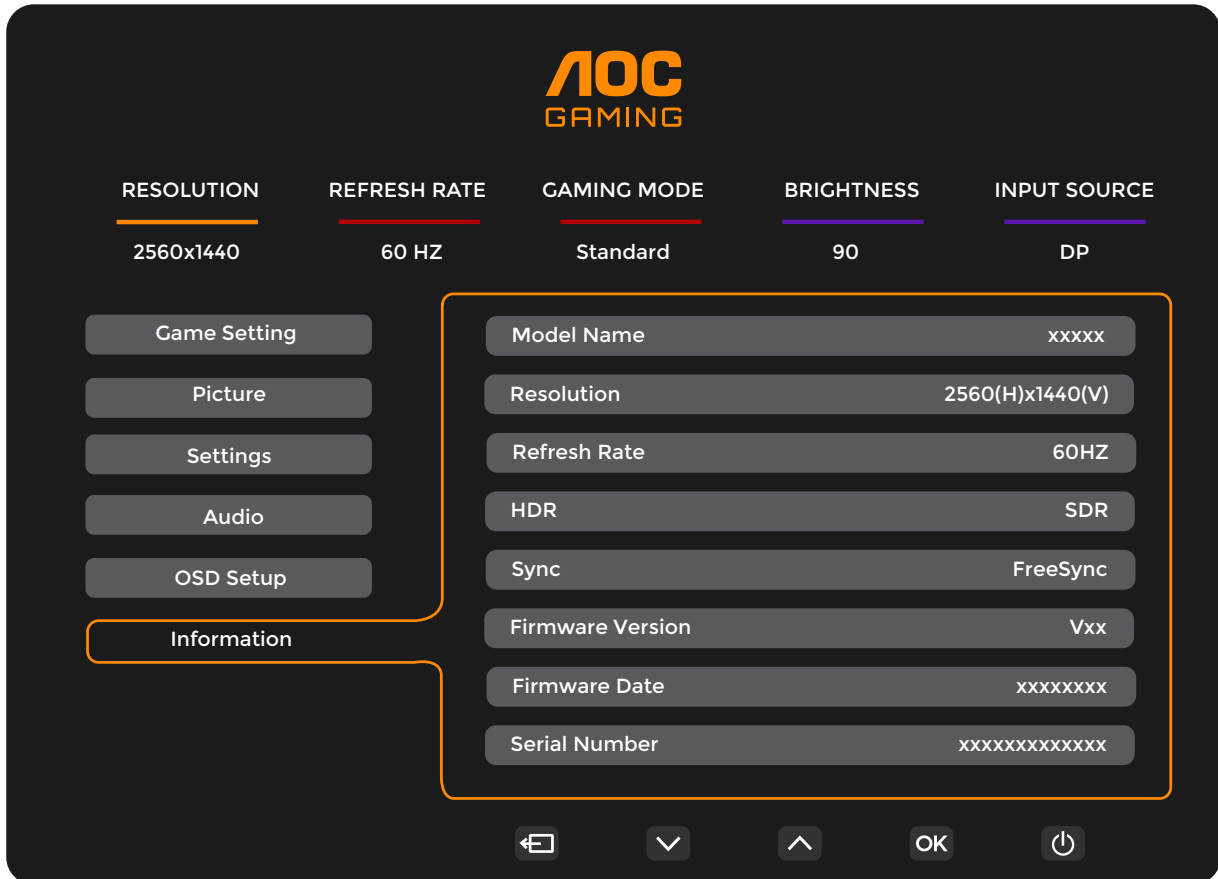 AOC
GAMING
RESOLUTION REFRESH RATE GAMING MODE BRIGHTNESS INPUT SOURCE
2560x1440 60 HZ Standard 90 DP
Game Setting
Picture
Settings
Audio
OSD Setup
Information
Model Name xxxxx
Resolution 2560(H)x1440(V)
Refresh Rate 60HZ
HDR SDR
Sync FreeSync
Firmware Version Vxx
Firmware Date xxxxxxxx
Serial Number xxxxxxxxxxxxx
OK